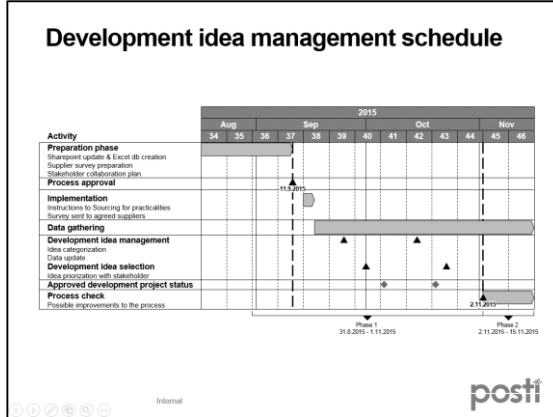 Development idea management schedule
2015
Aug Sep Oct Nov
Activity 34 35 36 37 38 39 40 41 42 43 44 45 46
Preparation phase
Sharepoint update & Excel db creation
Supplier survey preparation
Stakeholder collaboration plan
Process approval
11.9.2015
Implementation
Instructions to Sourcing for practicalities
Survey sent to agreed suppliers
Data gathering
Development idea management
Idea categorization
Data update
Development idea selection
Idea priorization with stakeholder
Approved development project status
Process check
Possible improvements to the process
2.11.2015
Phase 1
31.8.2015 - 1.11.2015
Phase 2
2.11.2015 - 15.11.2015
Internal
posti